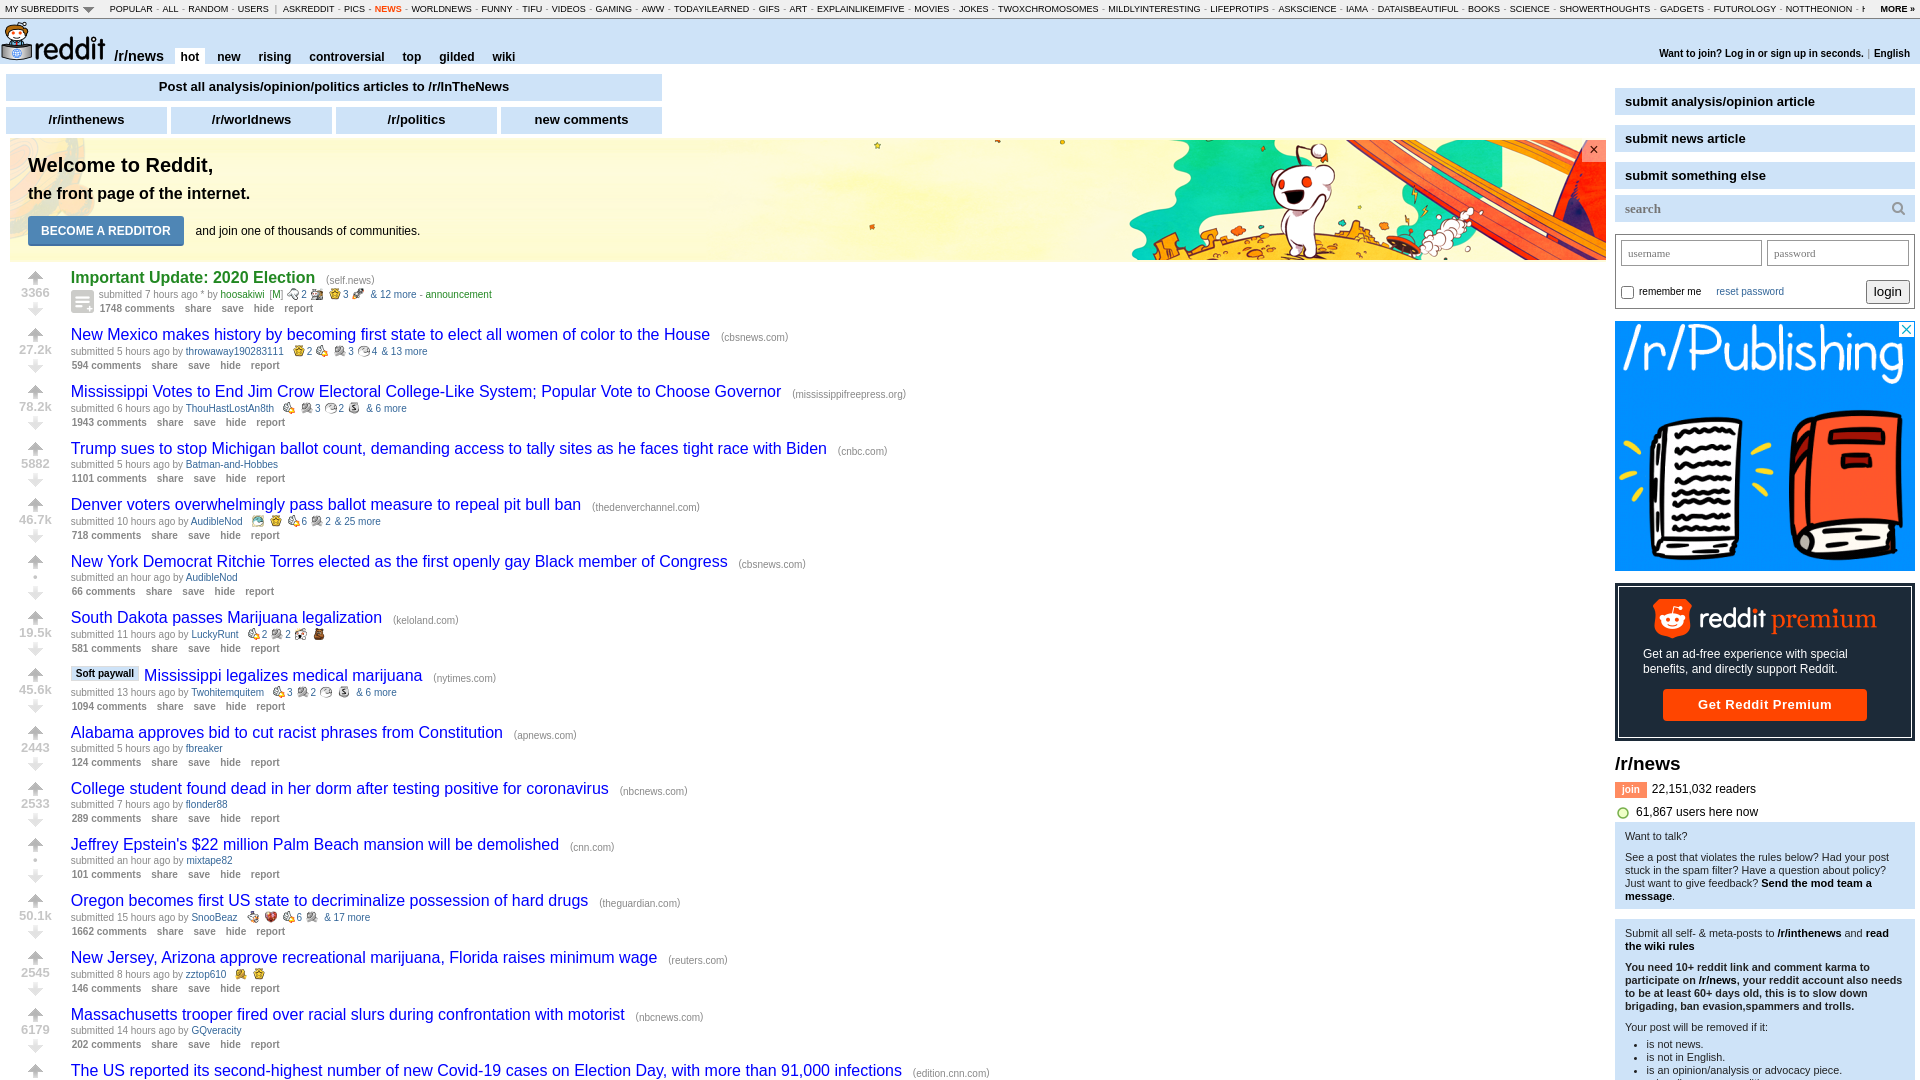 MY SUBREDDITS POPULAR - ALL - RANDOM - USERS | ASKREDDIT - PICS - NEWS - WORLDNEWS - FUNNY - TIFU - VIDEOS - GAMING - AWW - TODAYILEARNED - GIFS - ART - EXPLAINLIKEIMFIVE - MOVIES - JOKES - TWOXCHROMOSOMES - MILDLYINTERESTING - LIFEPROTIPS - ASKSCIENCE - IAMA - DATAISBEAUTIFUL - BOOKS - SCIENCE - SHOWERTHOUGHTS - GADGETS - FUTUROLOGY - NOTTHEONION - MORE »
reddit /r/news hot new rising controversial top gilded wiki
Want to join? Log in or sign up in seconds. | English
Post all analysis/opinion/politics articles to /r/InTheNews
/r/inthenews /r/worldnews /r/politics new comments
Welcome to Reddit,
the front page of the internet.
BECOME A REDDITOR and join one of thousands of communities.
×
Important Update: 2020 Election (self.news)
3366
submitted 7 hours ago * by hoosakiwi [M] 2 3 & 12 more - announcement
1748 comments share save hide report
New Mexico makes history by becoming first state to elect all women of color to the House (cbsnews.com)
27.2k
submitted 5 hours ago by throwaway190283111 2 3 4 & 13 more
594 comments share save hide report
Mississippi Votes to End Jim Crow Electoral College-Like System; Popular Vote to Choose Governor (mississippifreepress.org)
78.2k
submitted 6 hours ago by ThouHastLostAn8th 3 2 & 6 more
1943 comments share save hide report
Trump sues to stop Michigan ballot count, demanding access to tally sites as he faces tight race with Biden (cnbc.com)
5882
submitted 5 hours ago by Batman-and-Hobbes
1101 comments share save hide report
Denver voters overwhelmingly pass ballot measure to repeal pit bull ban (thedenverchannel.com)
46.7k
submitted 10 hours ago by AudibleNod 6 2 & 25 more
718 comments share save hide report
New York Democrat Ritchie Torres elected as the first openly gay Black member of Congress (cbsnews.com)
•
submitted an hour ago by AudibleNod
66 comments share save hide report
South Dakota passes Marijuana legalization (keloland.com)
19.5k
submitted 11 hours ago by LuckyRunt 2 2
581 comments share save hide report
Soft paywall Mississippi legalizes medical marijuana (nytimes.com)
45.6k
submitted 13 hours ago by Twohitemquitem 3 2 & 6 more
1094 comments share save hide report
Alabama approves bid to cut racist phrases from Constitution (apnews.com)
2443
submitted 5 hours ago by fbreaker
124 comments share save hide report
College student found dead in her dorm after testing positive for coronavirus (nbcnews.com)
2533
submitted 7 hours ago by flonder88
289 comments share save hide report
Jeffrey Epstein's $22 million Palm Beach mansion will be demolished (cnn.com)
•
submitted an hour ago by mixtape82
101 comments share save hide report
Oregon becomes first US state to decriminalize possession of hard drugs (theguardian.com)
50.1k
submitted 15 hours ago by SnooBeaz 6 & 17 more
1662 comments share save hide report
New Jersey, Arizona approve recreational marijuana, Florida raises minimum wage (reuters.com)
2545
submitted 8 hours ago by zztop610
146 comments share save hide report
Massachusetts trooper fired over racial slurs during confrontation with motorist (nbcnews.com)
6179
submitted 14 hours ago by GQveracity
202 comments share save hide report
The US reported its second-highest number of new Covid-19 cases on Election Day, with more than 91,000 infections (edition.cnn.com)
submit analysis/opinion article
submit news article
submit something else
search
username password
remember me reset password login
/r/Publishing
reddit premium
Get an ad-free experience with special
benefits, and directly support Reddit.
Get Reddit Premium
/r/news
join 22,151,032 readers
61,867 users here now
Want to talk?
See a post that violates the rules below? Had your post
stuck in the spam filter? Have a question about policy?
Just want to give feedback? Send the mod team a
message.
Submit all self- & meta-posts to /r/inthenews and read
the wiki rules
You need 10+ reddit link and comment karma to
participate on /r/news, your reddit account also needs
to be at least 60+ days old, this is to slow down
brigading, ban evasion,spammers and trolls.
Your post will be removed if it:
• is not news.
• is not in English.
• is an opinion/analysis or advocacy piece.